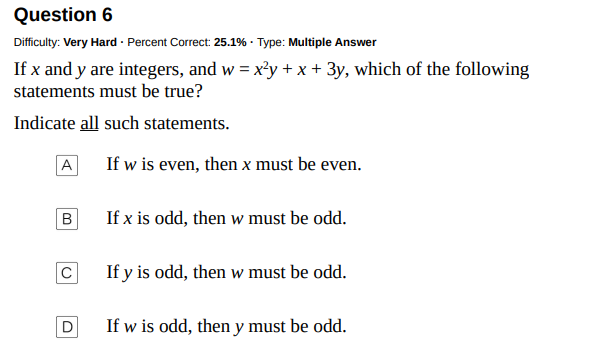 Question 6
Difficulty: Very Hard · Percent Correct: 25.1% · Type: Multiple Answer
If x and y are integers, and w = x²y + x + 3y, which of the following
statements must be true?
Indicate all such statements.
A If w is even, then x must be even.
B If x is odd, then w must be odd.
C If y is odd, then w must be odd.
D If w is odd, then y must be odd.